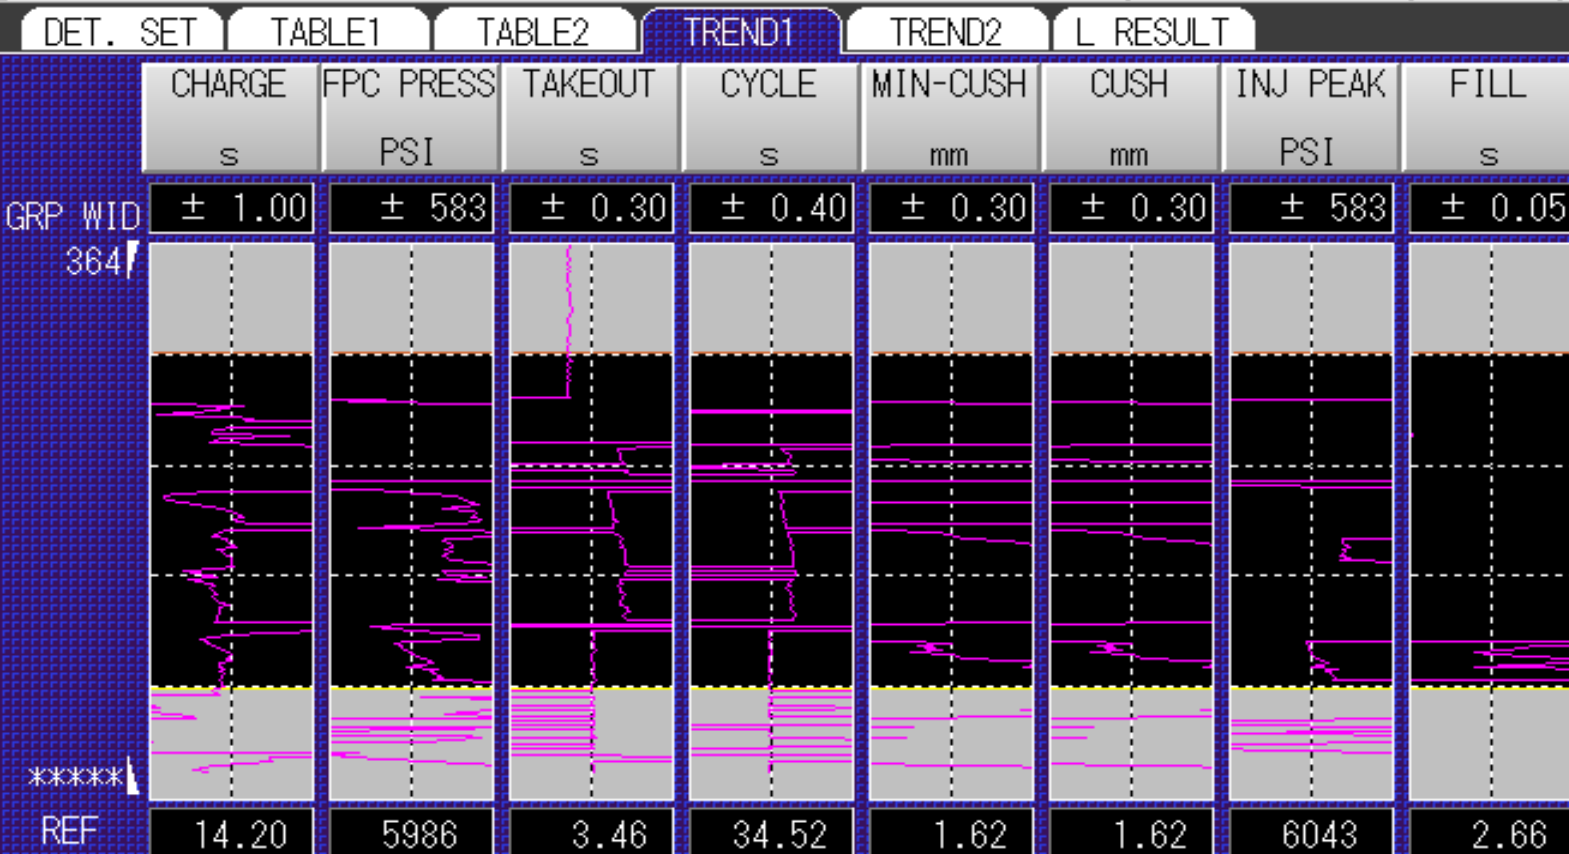 DET. SET TABLE1 TABLE2 TREND1 TREND2 L RESULT
CHARGE FPC PRESS TAKEOUT CYCLE MIN-CUSH CUSH INJ PEAK FILL
s PSI s s mm mm PSI s
GRP WID ± 1.00 ± 583 ± 0.30 ± 0.40 ± 0.30 ± 0.30 ± 583 ± 0.05
364
*****
REF 14.20 5986 3.46 34.52 1.62 1.62 6043 2.66